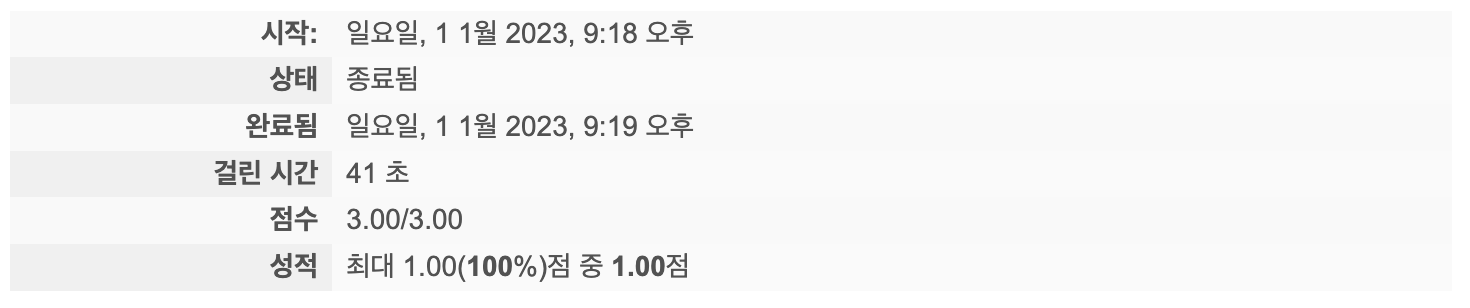 시작: 일요일, 1 1월 2023, 9:18 오후
상태 종료됨
완료됨 일요일, 1 1월 2023, 9:19 오후
걸린 시간 41 초
점수 3.00/3.00
성적 최대 1.00(100%)점 중 1.00점